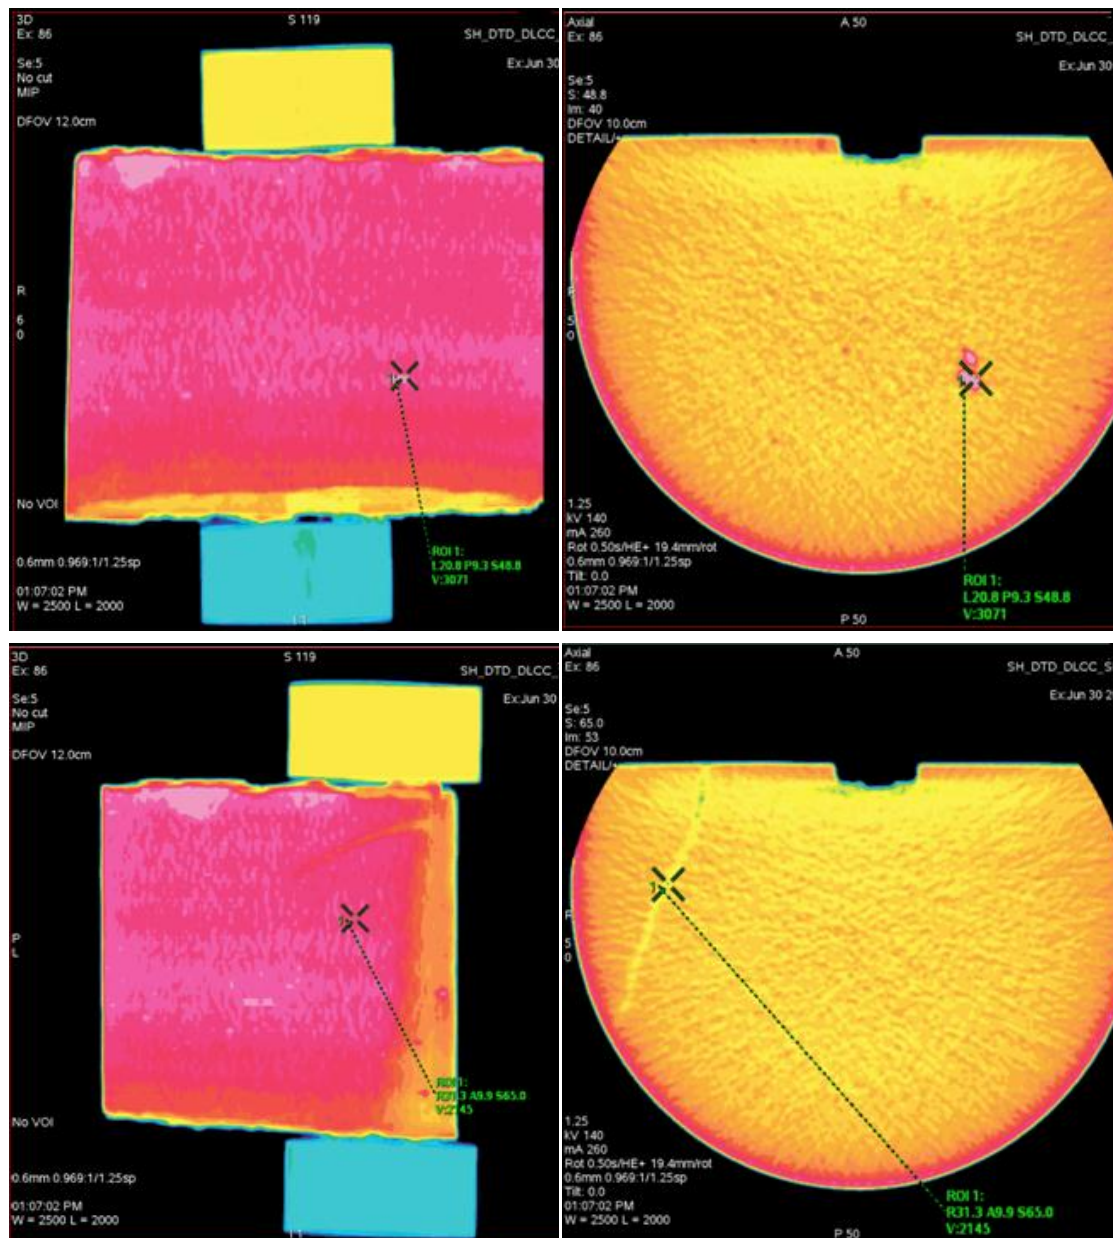 3D
Ex: 86
S 119
SH_DTD_DLCC_
Se:5
No cut
MIP
Ex:Jun 30
DFOV 12.0cm
R
6
0
No VOI
ROI 1:
L20.8 P9.3 S48.8
V:3071
0.6mm 0.969:1/1.25sp
01:07:02 PM
W = 2500 L = 2000
Axial
Ex: 86
A 50
SH_DTD_DLCC_
Ex:Jun 30
Se:5
S: 48.8
Im: 40
DFOV 10.0cm
DETAIL/+
5
0
1.25
kV 140
mA 260
Rot 0.50s/HE+ 19.4mm/rot
0.6mm 0.969:1/1.25sp
Tilt: 0.0
01:07:02 PM
W = 2500 L = 2000
ROI 1:
L20.8 P9.3 S48.8
V:3071
P 50
3D
Ex: 86
S 119
SH_DTD_DLCC_
Se:5
No cut
MIP
Ex:Jun 30
DFOV 12.0cm
P
L
No VOI
ROI 1:
R31.3 A9.9 S65.0
V:2145
0.6mm 0.969:1/1.25sp
01:07:02 PM
W = 2500 L = 2000
Axial
Ex: 86
A 50
SH_DTD_DLCC_S
Ex:Jun 30 2
Se:5
S: 65.0
Im: 53
DFOV 10.0cm
DETAIL/+
5
0
1.25
kV 140
mA 260
Rot 0.50s/HE+ 19.4mm/rot
0.6mm 0.969:1/1.25sp
Tilt: 0.0
01:07:02 PM
W = 2500 L = 2000
ROI 1:
R31.3 A9.9 S65.0
V:2145
P 50